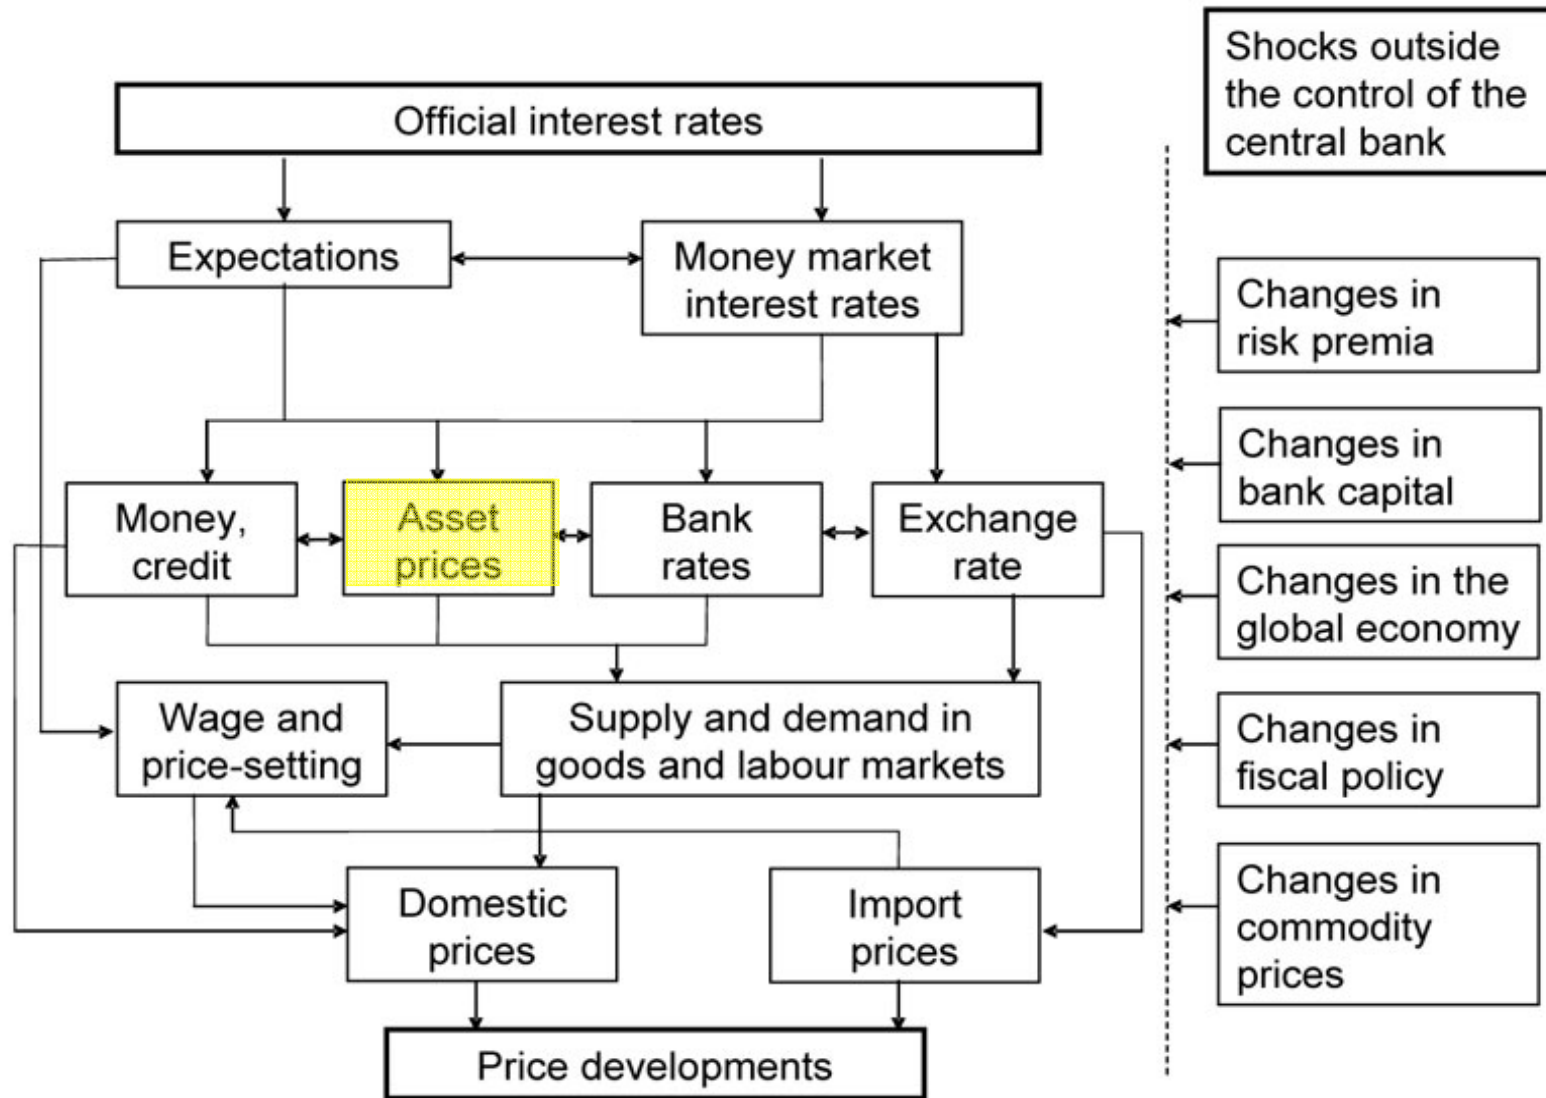 Shocks outside
the control of the
central bank
Official interest rates
Expectations
Money market
interest rates
Changes in
risk premia
Changes in
bank capital
Money,
credit
Asset
prices
Bank
rates
Exchange
rate
Changes in the
global economy
Wage and
price-setting
Supply and demand in
goods and labour markets
Changes in
fiscal policy
Domestic
prices
Import
prices
Changes in
commodity
prices
Price developments